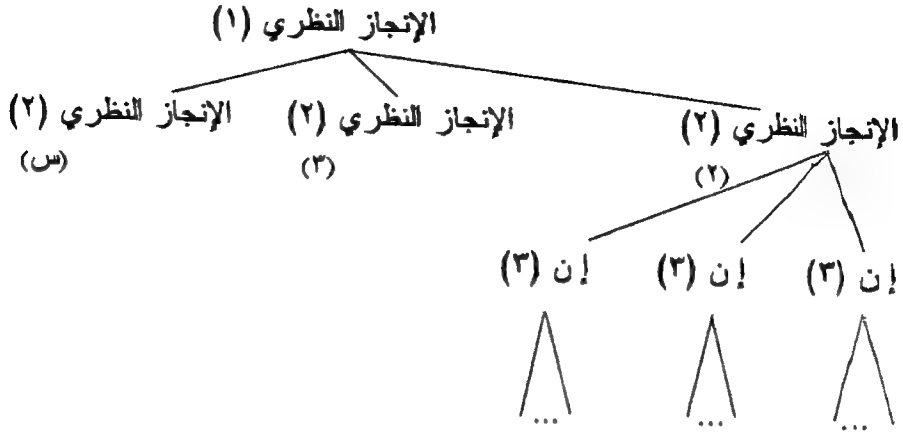 الإنجاز النظري (١)
الإنجاز النظري (٢) الإنجاز النظري (٢) الإنجاز النظري (٢)
(٢) (٣) (س)
إ ن (٣) إ ن (٣) إ ن (٣)
... ... ...